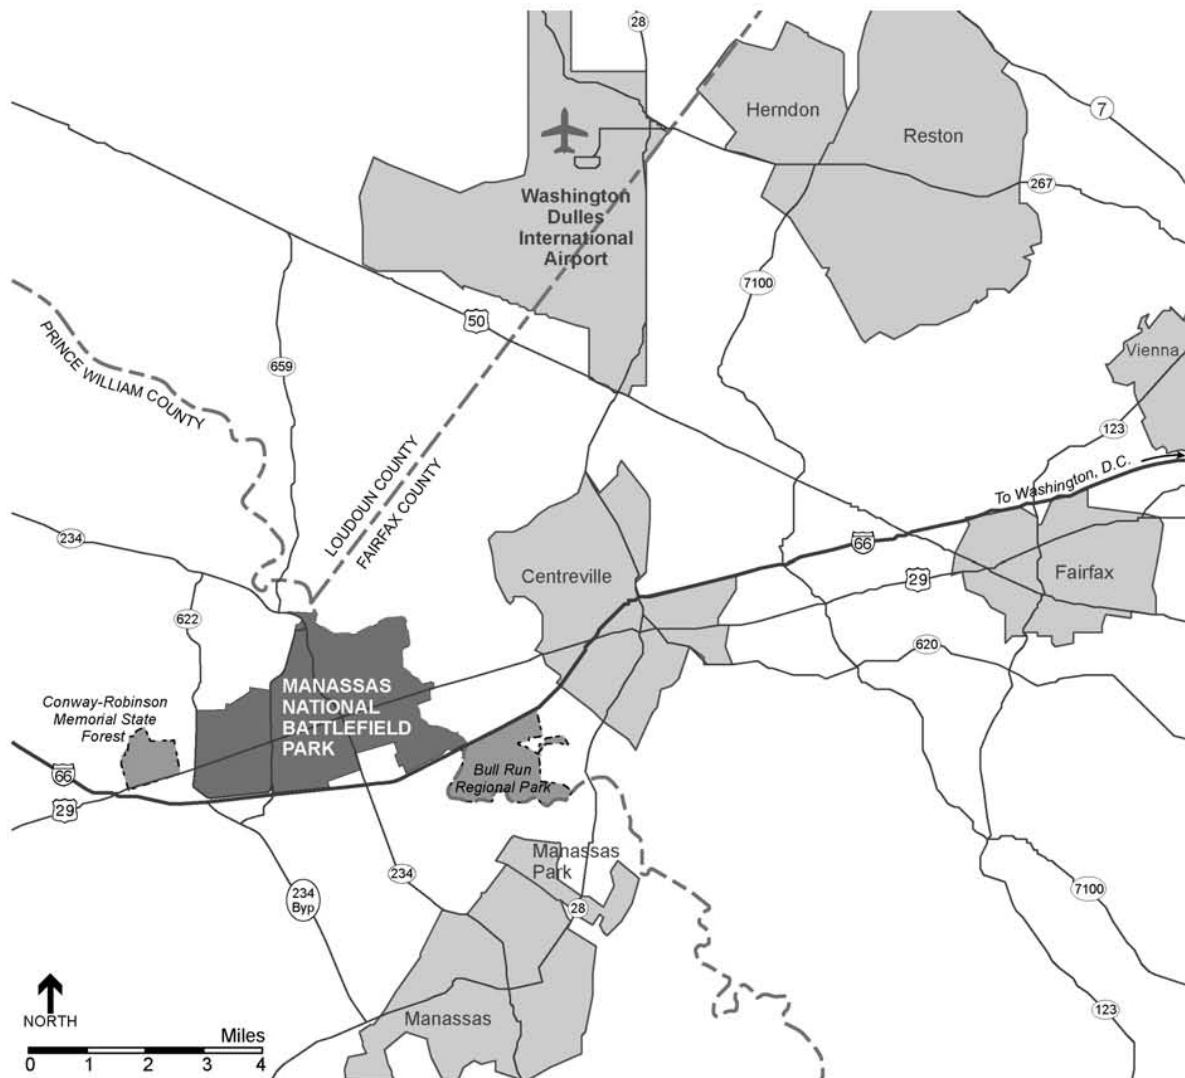 28
7
Herndon
Reston
267
Washington
Dulles
International
Airport
7100
50
PRINCE WILLIAM COUNTY
659
Vienna
123
LOUDOUN COUNTY
FAIRFAX COUNTY
To Washington, D.C.
234
66
Centreville
29
Fairfax
622
620
Conway-Robinson
Memorial State
Forest
MANASSAS
NATIONAL
BATTLEFIELD
PARK
66
29
Bull Run
Regional Park
Manassas
Park
234
234
Byp
28
7100
NORTH
Manassas
123
Miles
0 1 2 3 4